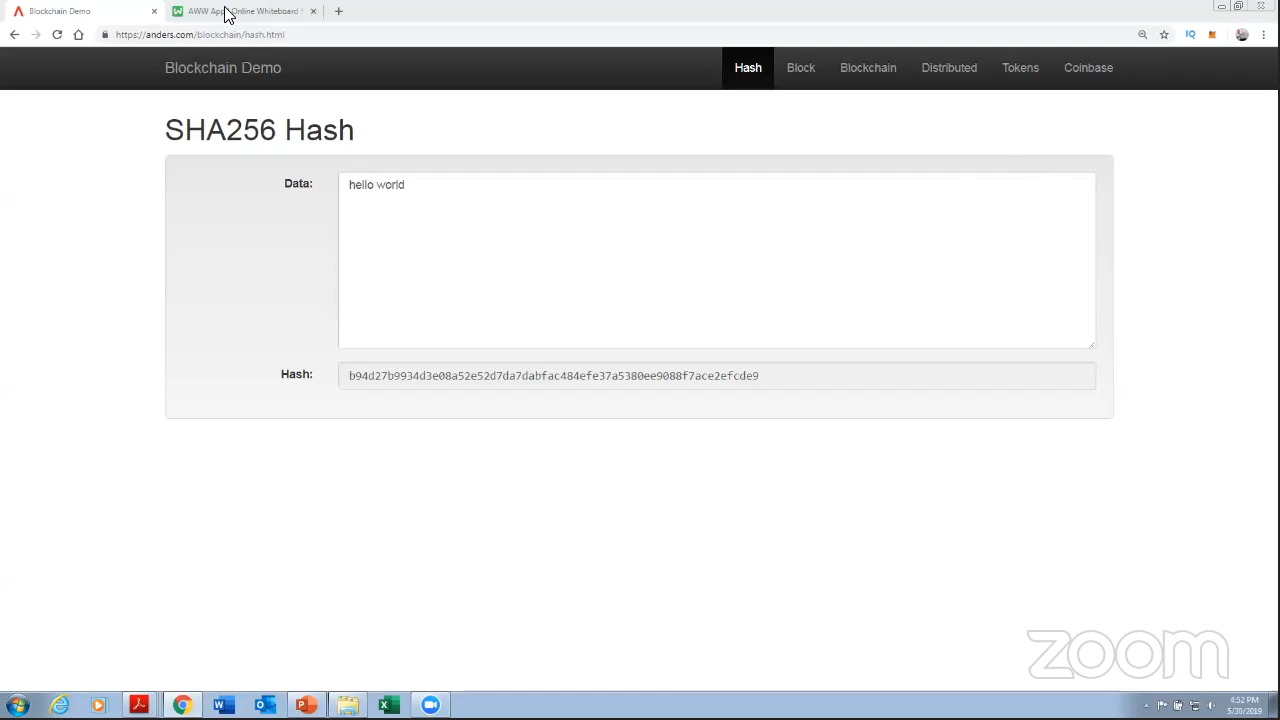 Blockchain Demo
AWW App Online Whiteboard
https://anders.com/blockchain/hash.html
IQ
Blockchain Demo
Hash
Block
Blockchain
Distributed
Tokens
Coinbase
SHA256 Hash
Data:
hello world
Hash:
b94d27b9934d3e08a52e52d7da7dabfac484efe37a5380ee9088f7ace2efcde9
zoom
4:52 PM
5/30/2019